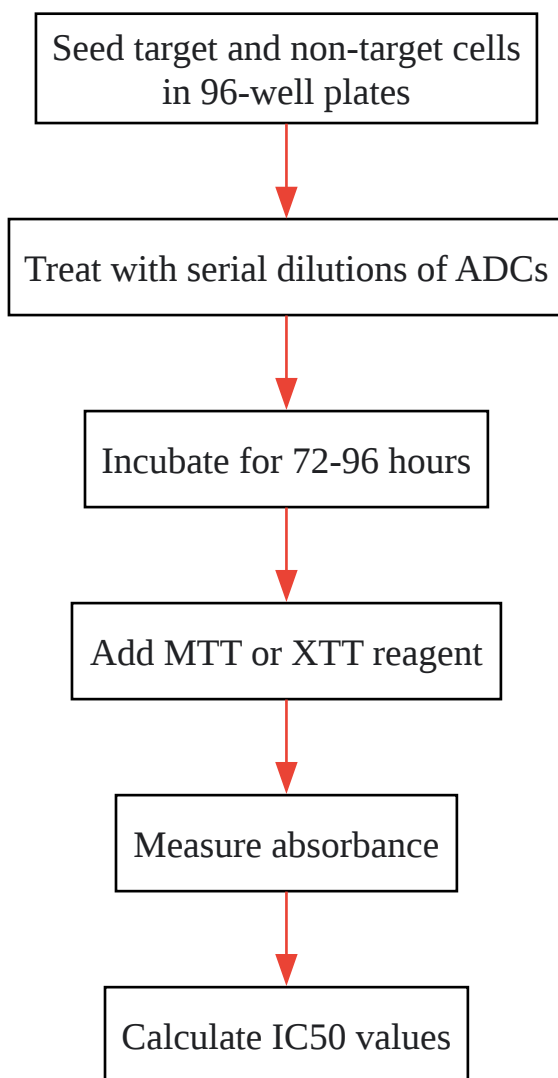 Seed target and non-target cells
in 96-well plates
Treat with serial dilutions of ADCs
Incubate for 72-96 hours
Add MTT or XTT reagent
Measure absorbance
Calculate IC50 values